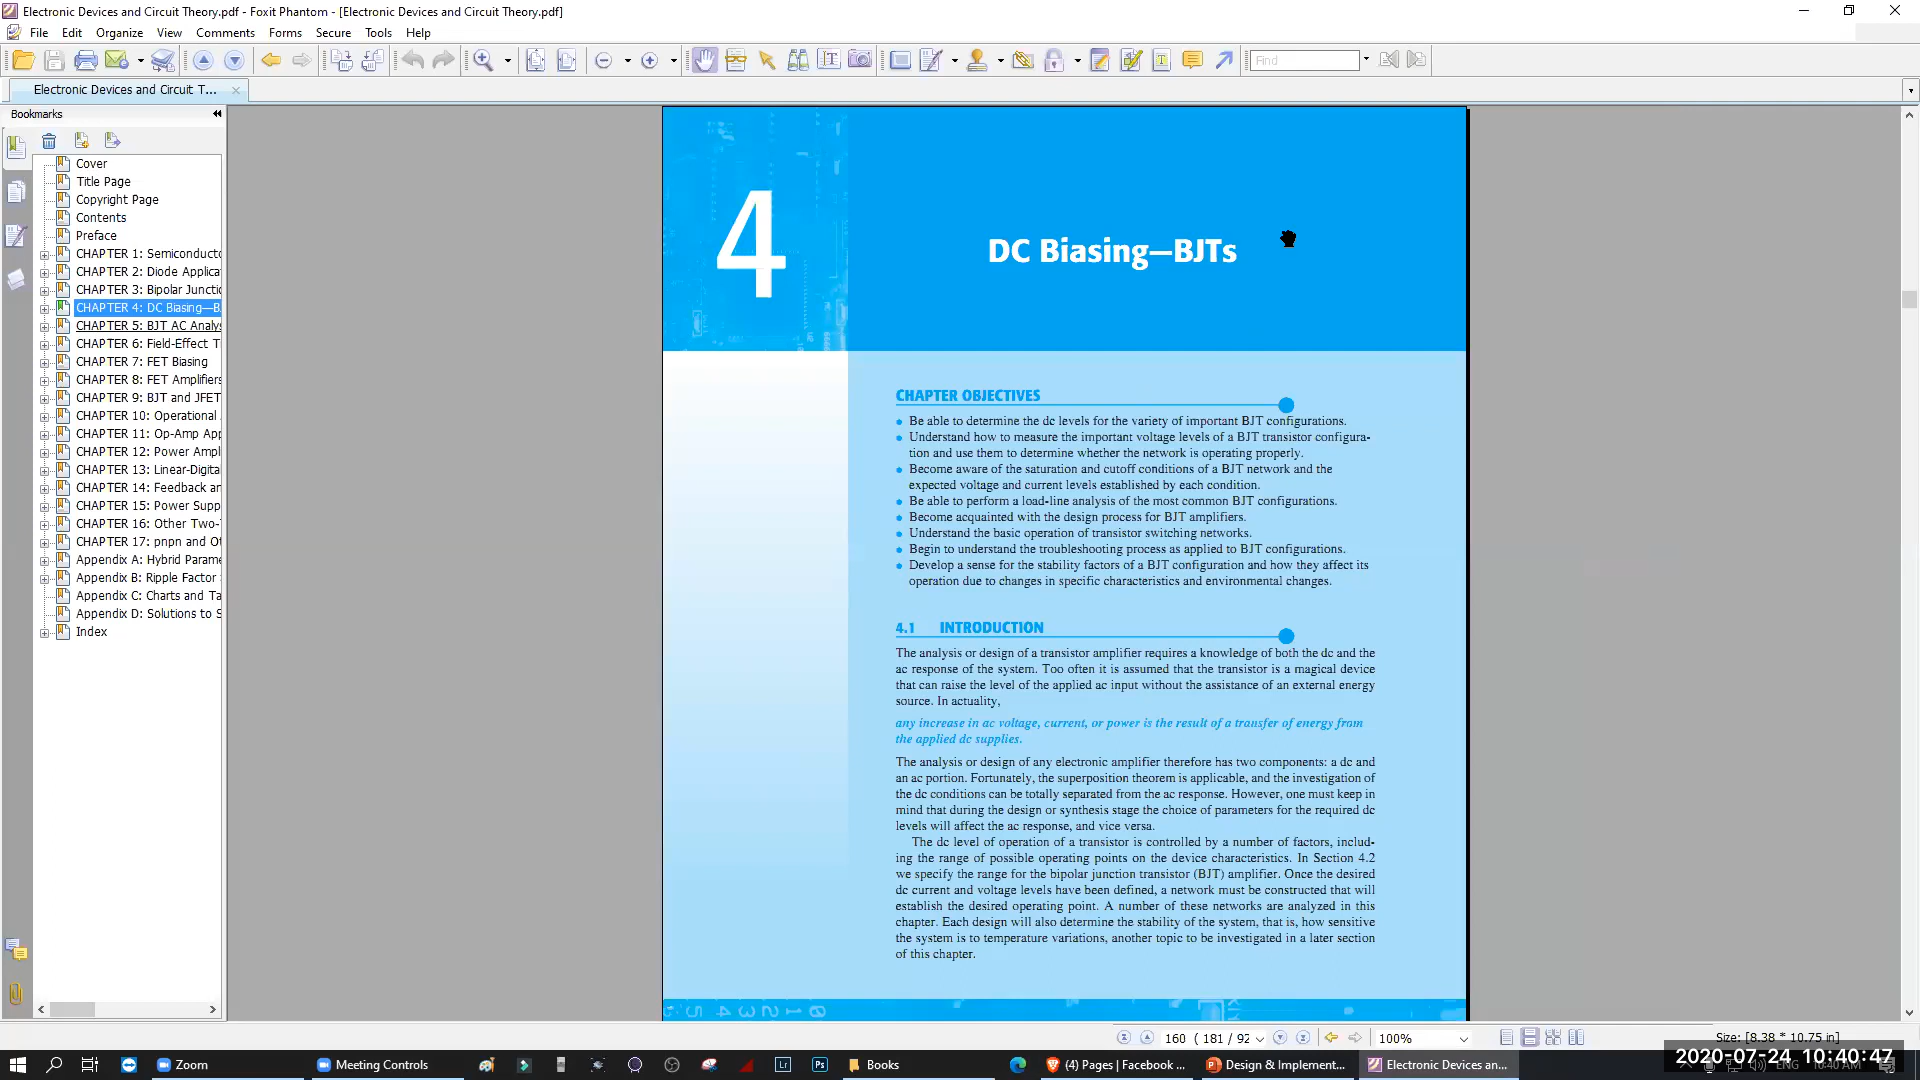 Electronic Devices and Circuit Theory.pdf - Foxit Phantom - [Electronic Devices and Circuit Theory.pdf]
File Edit Organize View Comments Forms Secure Tools Help
Find
Electronic Devices and Circuit T...
Bookmarks
Cover
Title Page
Copyright Page
Contents
Preface
CHAPTER 1: Semiconducto
CHAPTER 2: Diode Applicat
CHAPTER 3: Bipolar Junctio
CHAPTER 4: DC Biasing—B
CHAPTER 5: BJT AC Analys
CHAPTER 6: Field-Effect T
CHAPTER 7: FET Biasing
CHAPTER 8: FET Amplifiers
CHAPTER 9: BJT and JFET
CHAPTER 10: Operational
CHAPTER 11: Op-Amp App
CHAPTER 12: Power Ampl
CHAPTER 13: Linear-Digita
CHAPTER 14: Feedback an
CHAPTER 15: Power Supp
CHAPTER 16: Other Two-
CHAPTER 17: pnpn and Ot
Appendix A: Hybrid Parame
Appendix B: Ripple Factor
Appendix C: Charts and Ta
Appendix D: Solutions to S
Index
4
DC Biasing—BJTs
CHAPTER OBJECTIVES
● Be able to determine the dc levels for the variety of important BJT configurations.
● Understand how to measure the important voltage levels of a BJT transistor configura-
tion and use them to determine whether the network is operating properly.
● Become aware of the saturation and cutoff conditions of a BJT network and the
expected voltage and current levels established by each condition.
● Be able to perform a load-line analysis of the most common BJT configurations.
● Become acquainted with the design process for BJT amplifiers.
● Understand the basic operation of transistor switching networks.
● Begin to understand the troubleshooting process as applied to BJT configurations.
● Develop a sense for the stability factors of a BJT configuration and how they affect its
operation due to changes in specific characteristics and environmental changes.
4.1 INTRODUCTION
The analysis or design of a transistor amplifier requires a knowledge of both the dc and the
ac response of the system. Too often it is assumed that the transistor is a magical device
that can raise the level of the applied ac input without the assistance of an external energy
source. In actuality,
any increase in ac voltage, current, or power is the result of a transfer of energy from
the applied dc supplies.
The analysis or design of any electronic amplifier therefore has two components: a dc and
an ac portion. Fortunately, the superposition theorem is applicable, and the investigation of
the dc conditions can be totally separated from the ac response. However, one must keep in
mind that during the design or synthesis stage the choice of parameters for the required dc
levels will affect the ac response, and vice versa.
The dc level of operation of a transistor is controlled by a number of factors, includ-
ing the range of possible operating points on the device characteristics. In Section 4.2
we specify the range for the bipolar junction transistor (BJT) amplifier. Once the desired
dc current and voltage levels have been defined, a network must be constructed that will
establish the desired operating point. A number of these networks are analyzed in this
chapter. Each design will also determine the stability of the system, that is, how sensitive
the system is to temperature variations, another topic to be investigated in a later section
of this chapter.
160 ( 181 / 92
100%
Size: [8.38 * 10.75 in]
Zoom
Meeting Controls
Lr
Ps
Books
(4) Pages | Facebook ...
Design & Implement...
Electronic Devices an...
2020-07-24 10:40:47